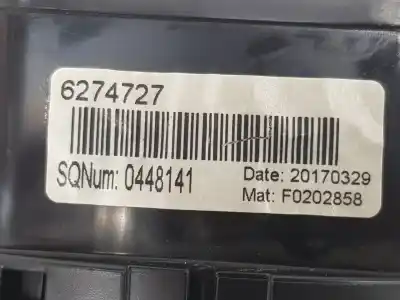 6274727
SQNum: 0448141
Date: 20170329
Mat: F0202858